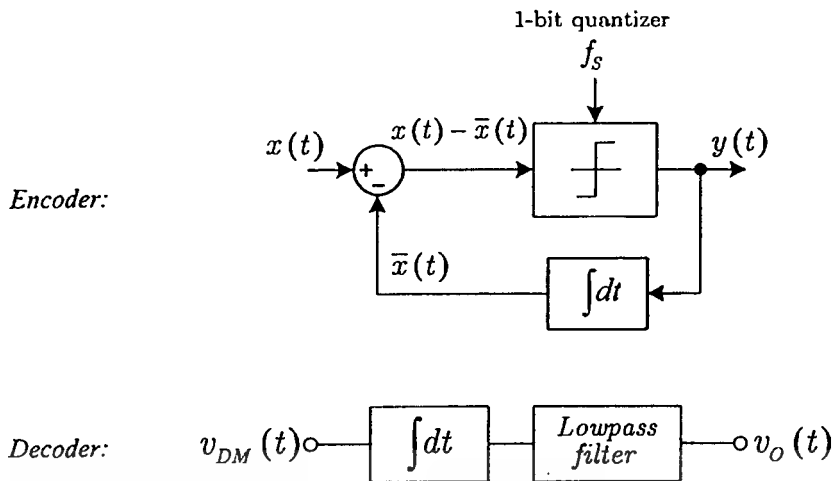 1-bit quantizer
f_S
x(t)
x(t) − x̄(t)
y(t)
+
−
Encoder:
x̄(t)
∫dt
Decoder:
v_DM(t)
∫dt
Lowpass
filter
v_O(t)